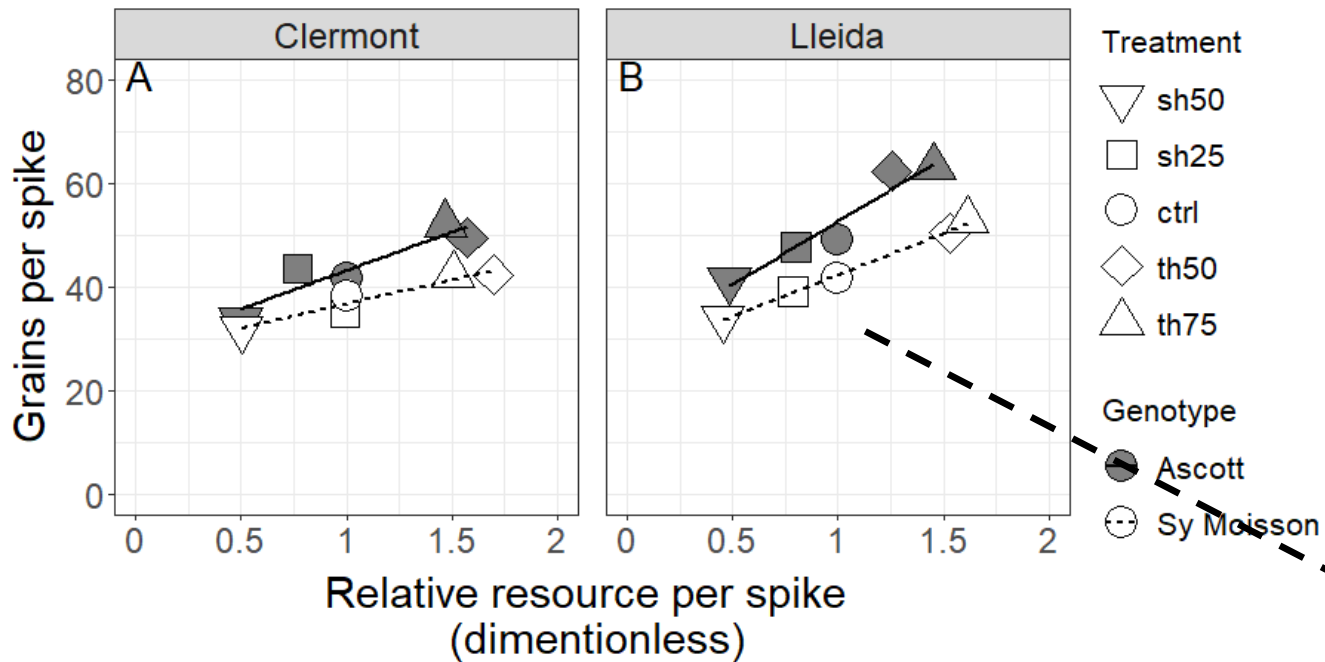 Clermont
Lleida
A
B
80
60
40
20
0
Grains per spike
0 0.5 1 1.5 2
0 0.5 1 1.5 2
Relative resource per spike
(dimentionless)
Treatment
sh50
sh25
ctrl
th50
th75
Genotype
Ascott
Sy Moisson